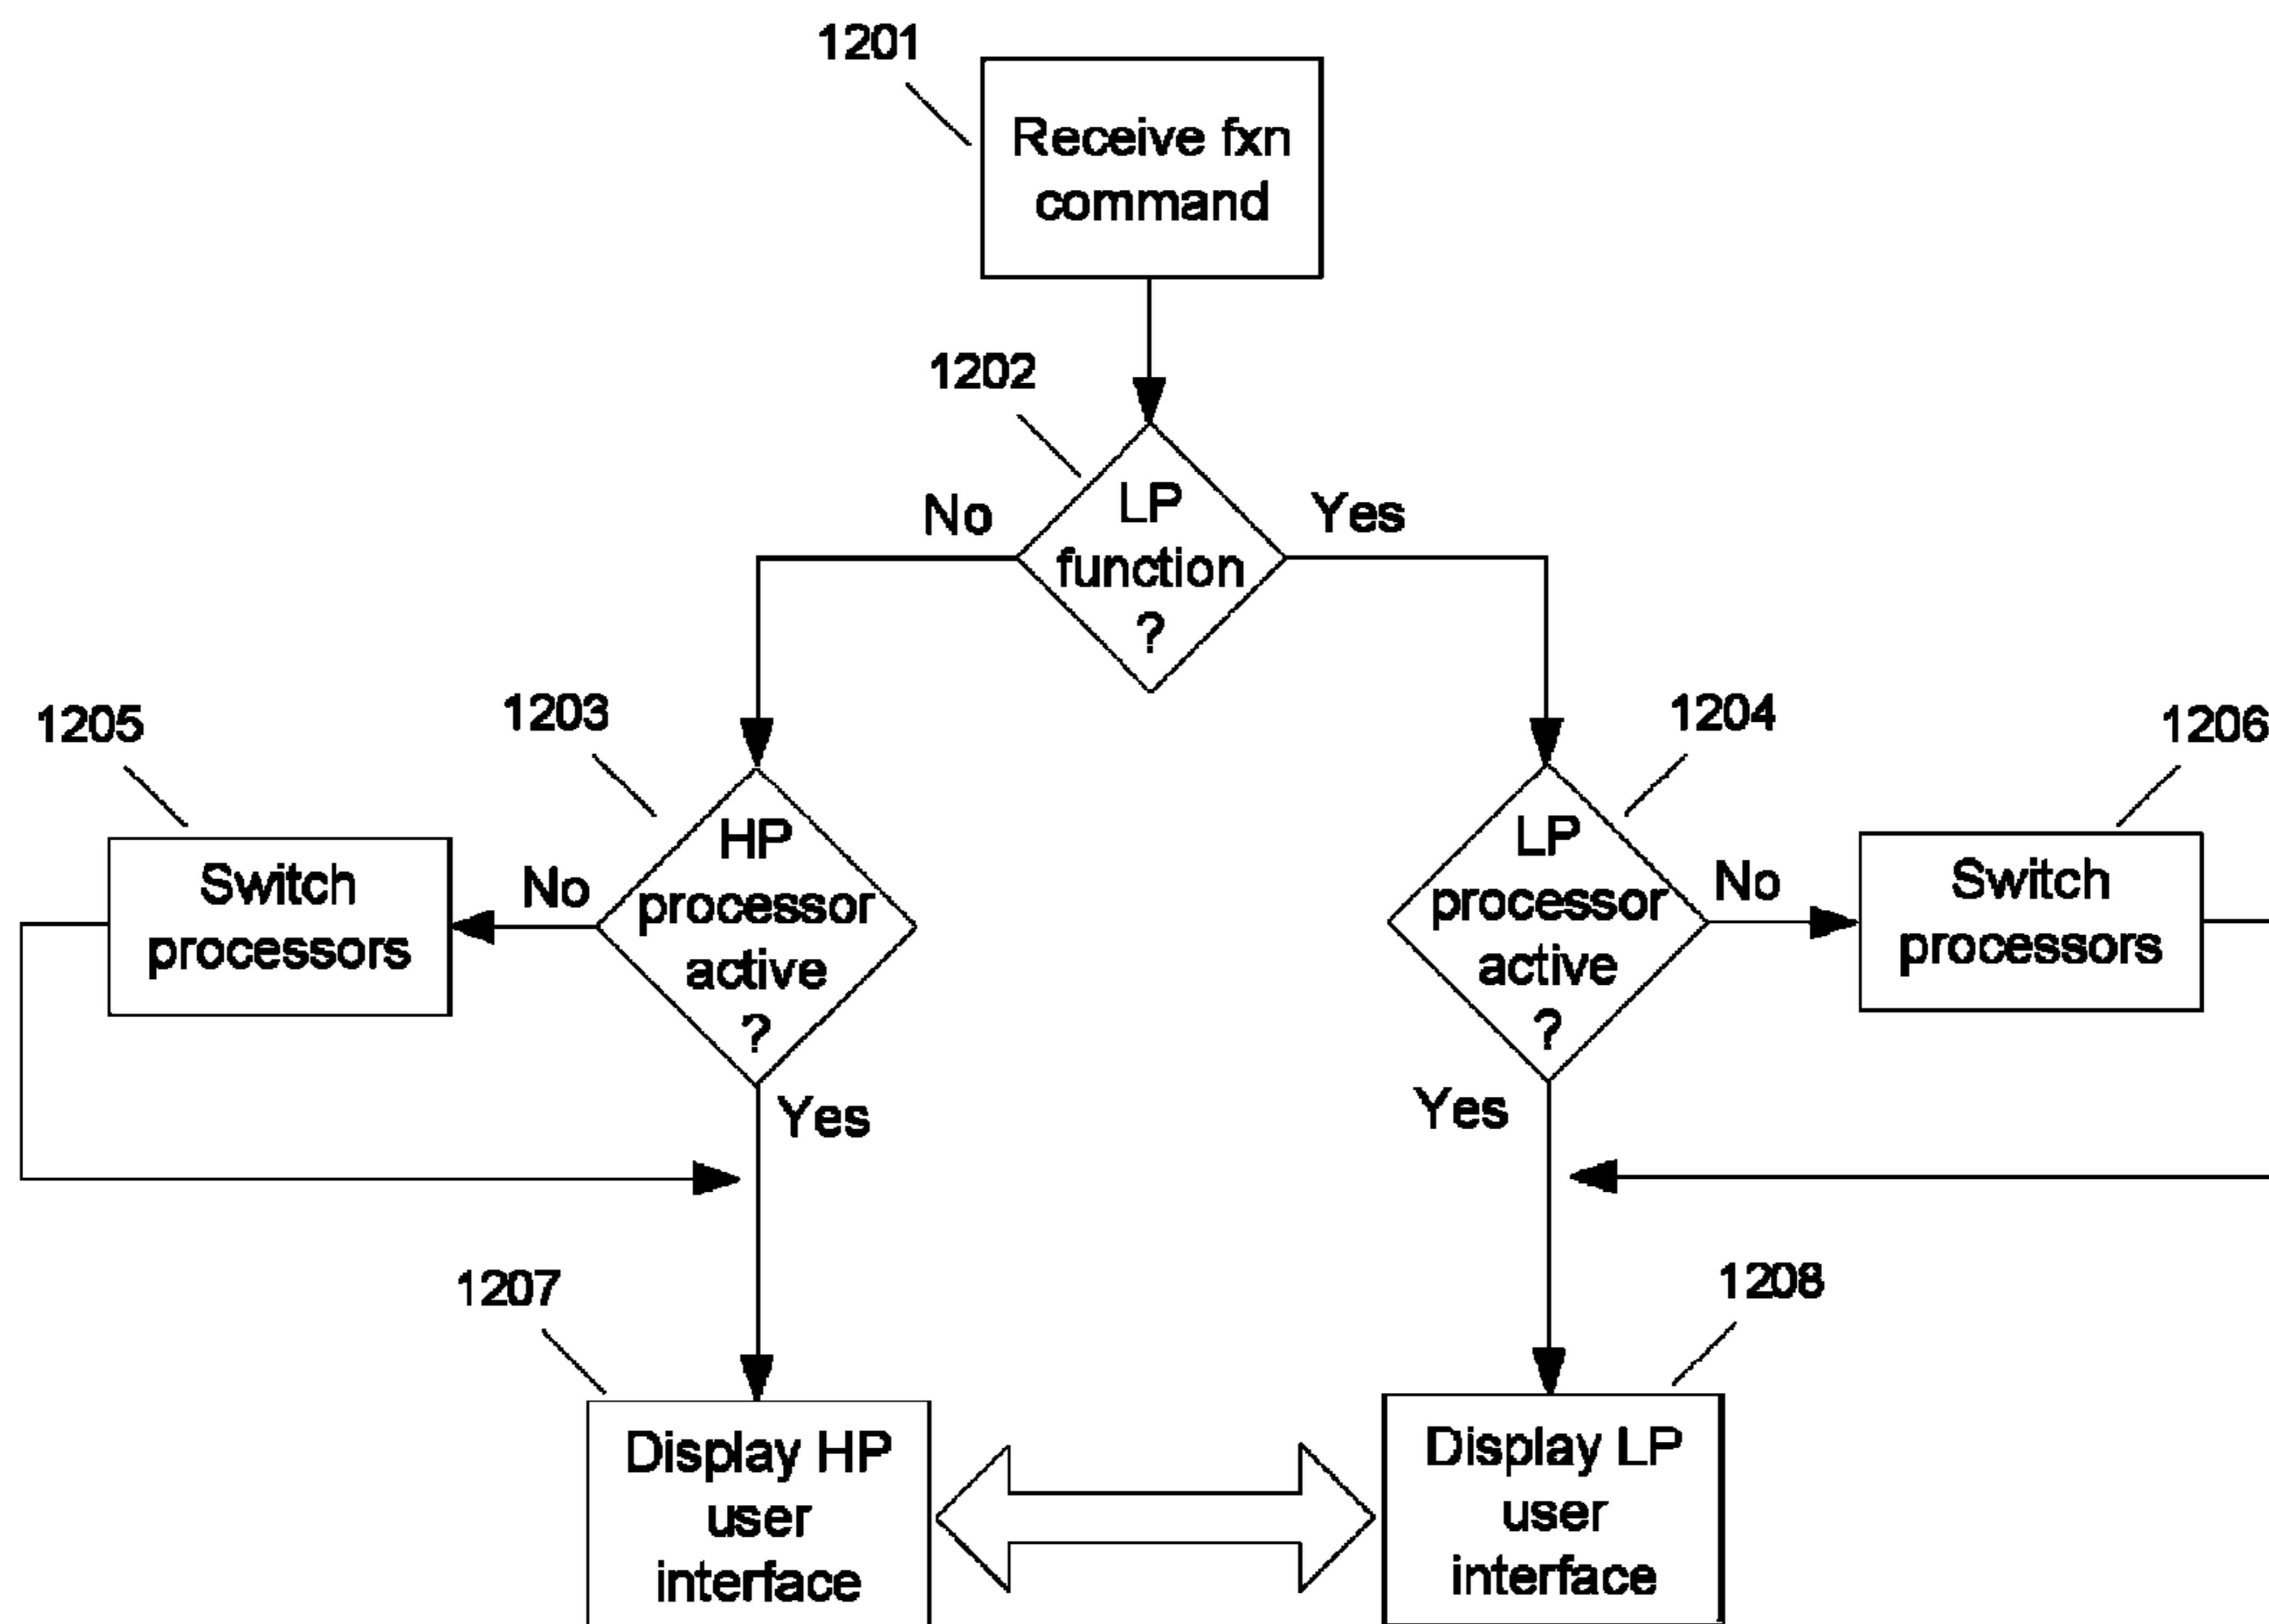 1201
Receive fxn
command
1202
No
LP
function
?
Yes
1205
1203
1204
1206
Switch
processors
No
HP
processor
active
?
Yes
LP
processor
active
?
Yes
No
Switch
processors
1207
Display HP
user
interface
1208
Display LP
user
interface